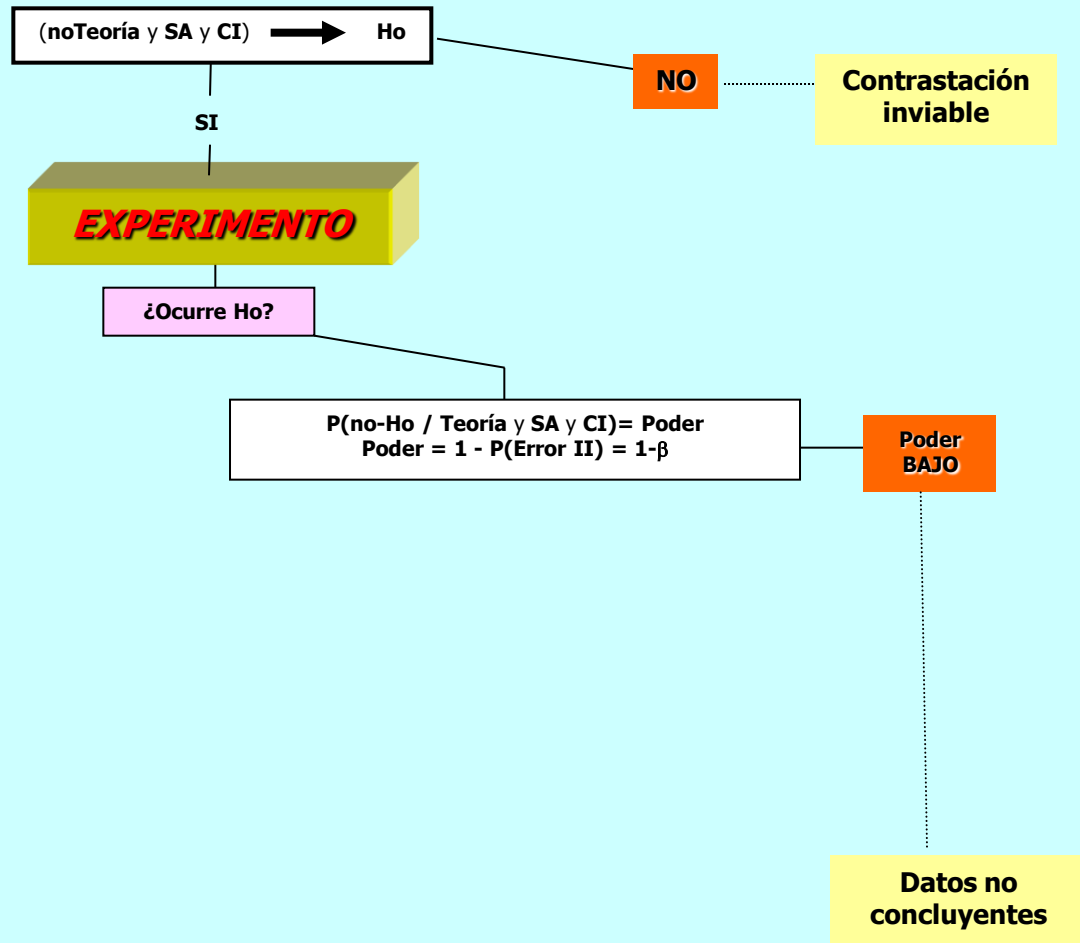 (noTeoría y SA y CI) Ho
NO
Contrastación
inviable
SI
EXPERIMENTO
¿Ocurre Ho?
P(no-Ho / Teoría y SA y CI)= Poder
Poder = 1 - P(Error II) = 1-β
Poder
BAJO
Datos no
concluyentes